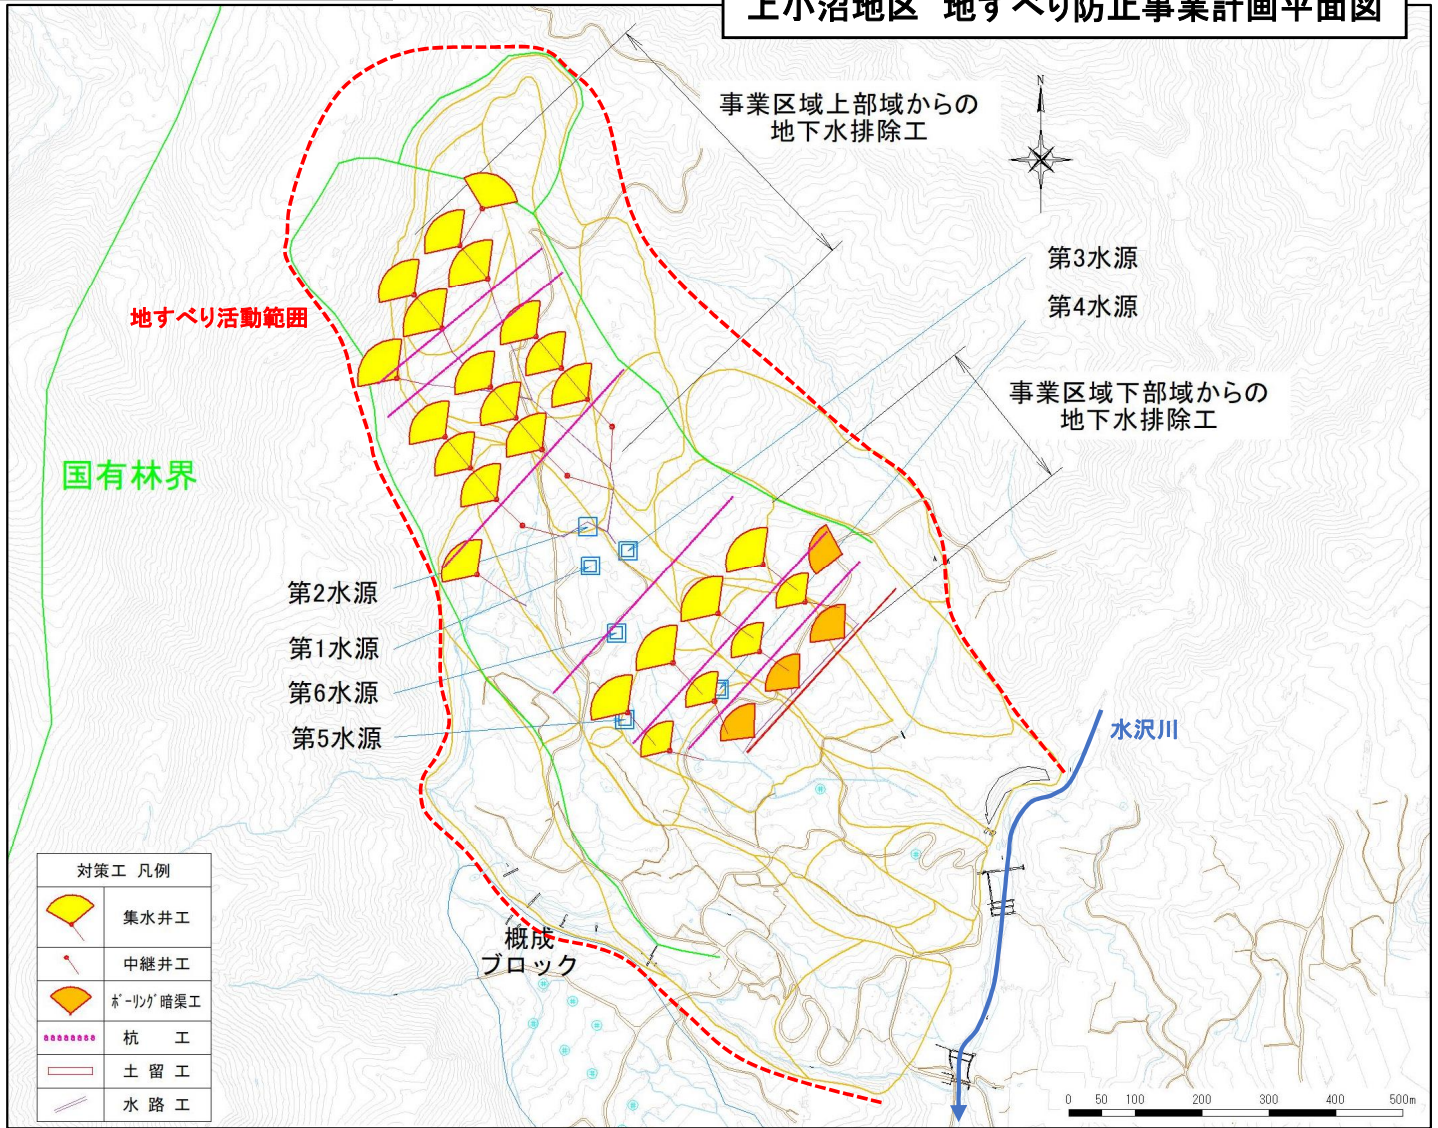 上小沼地区 地すべり防止事業計画平面図
事業区域上部域からの
地下水排除工
N
第3水源
第4水源
地すべり活動範囲
事業区域下部域からの
地下水排除工
国有林界
第2水源
第1水源
第6水源
第5水源
水沢川
概成
ブロック
対策工 凡例
集水井工
中継井工
ボーリング暗渠工
杭 工
土留工
水路工
0 50 100 200 300 400 500m